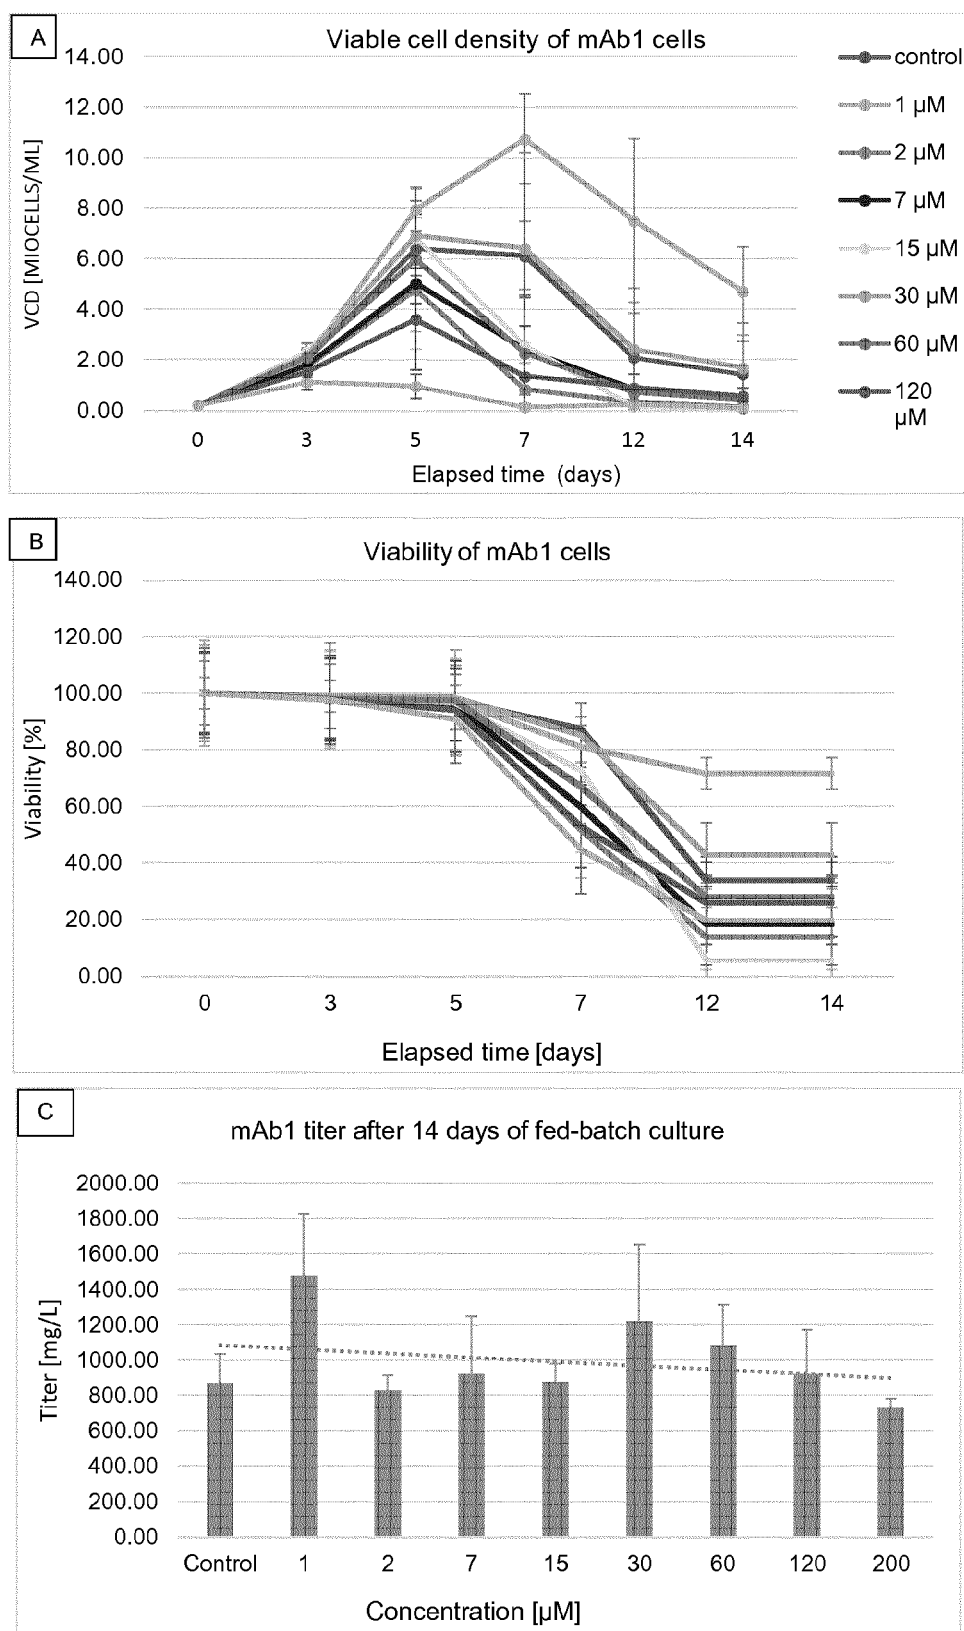 A
Viable cell density of mAb1 cells
14.00
12.00
10.00
8.00
6.00
4.00
2.00
0.00
VCD [MIOCELLS/ML]
0 3 5 7 12 14
Elapsed time (days)
control
1 µM
2 µM
7 µM
15 µM
30 µM
60 µM
120
µM
B
Viability of mAb1 cells
140.00
120.00
100.00
80.00
60.00
40.00
20.00
0.00
Viability [%]
0 3 5 7 12 14
Elapsed time [days]
C
mAb1 titer after 14 days of fed-batch culture
2000.00
1800.00
1600.00
1400.00
1200.00
1000.00
800.00
600.00
400.00
200.00
0.00
Titer [mg/L]
Control 1 2 7 15 30 60 120 200
Concentration [µM]